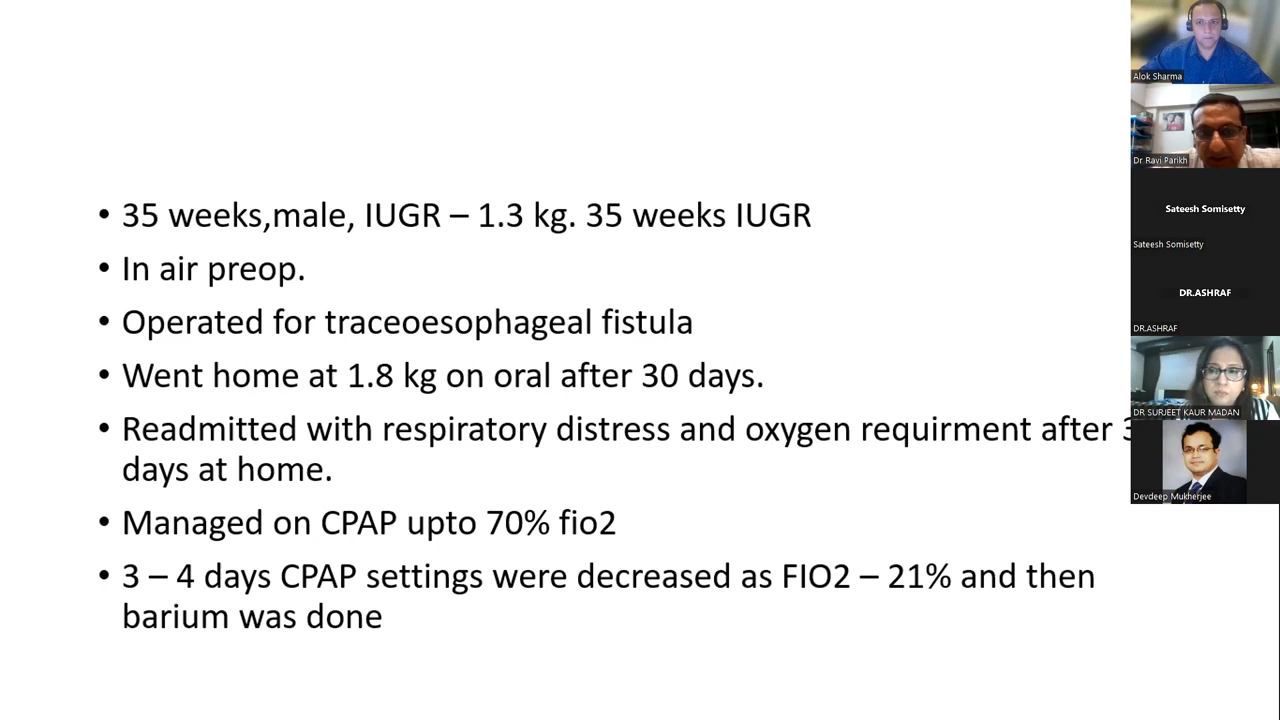 • 35 weeks,male, IUGR – 1.3 kg. 35 weeks IUGR
• In air preop.
• Operated for traceoesophageal fistula
• Went home at 1.8 kg on oral after 30 days.
• Readmitted with respiratory distress and oxygen requirment after
days at home.
• Managed on CPAP upto 70% fio2
• 3 – 4 days CPAP settings were decreased as FIO2 – 21% and then
barium was done
Alok Sharma
Dr Ravi Parikh
Sateesh Somisetty
Sateesh Somisetty
DR.ASHRAF
DR.ASHRAF
DR SURJEET KAUR MADAN
Devdeep Mukherjee